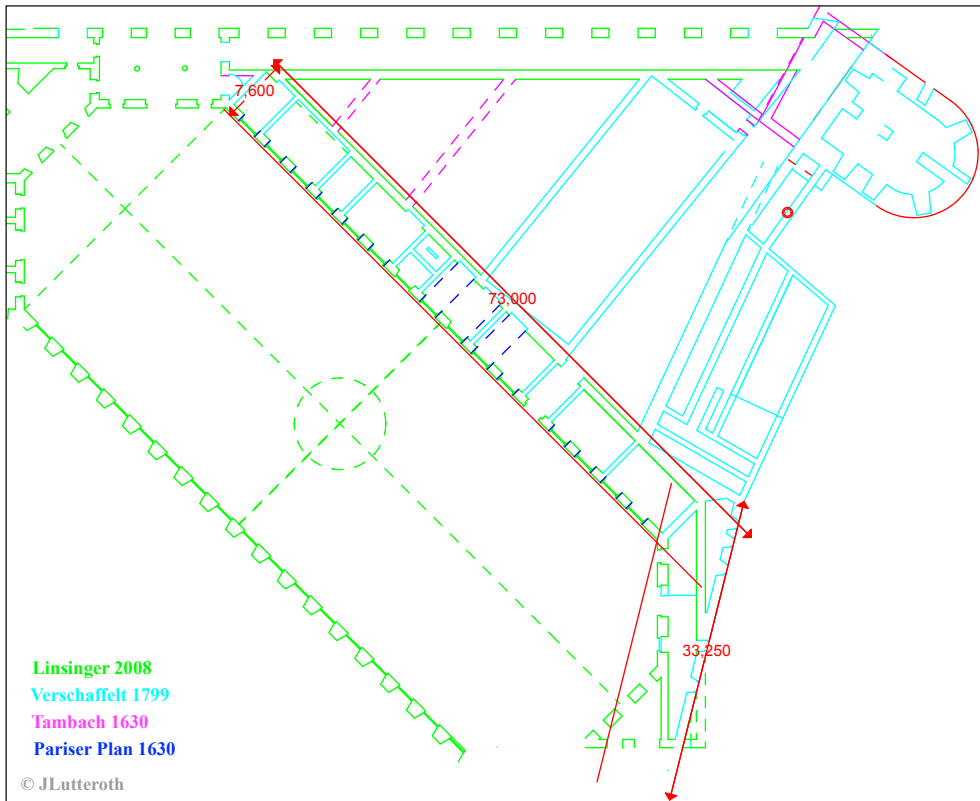 7,600
73,000
33,250
Linsinger 2008
Verschaffelt 1799
Tambach 1630
Pariser Plan 1630
© JLutteroth